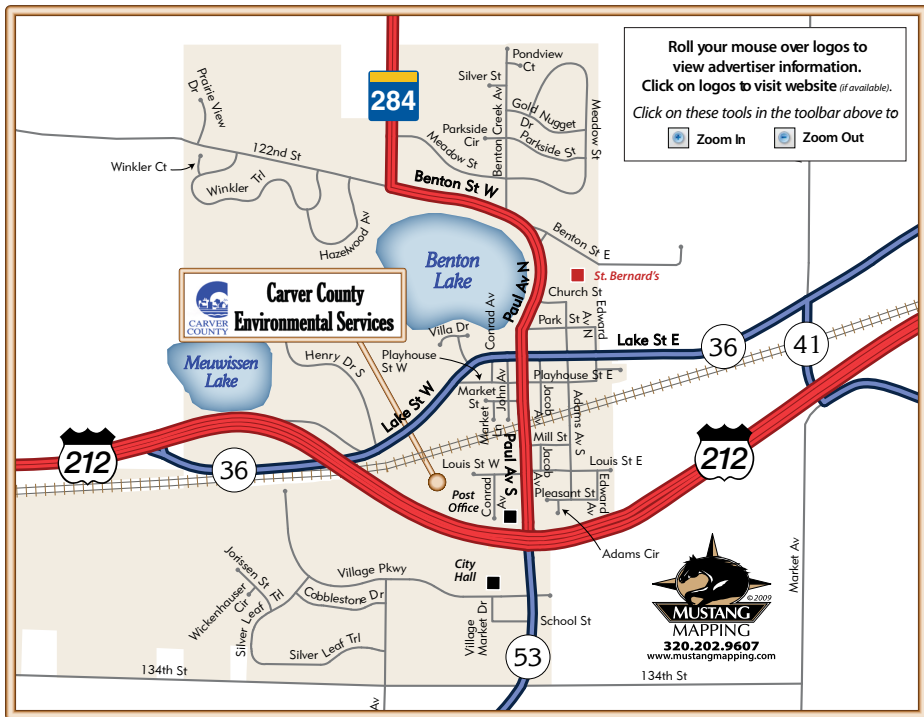 Roll your mouse over logos to
view advertiser information.
Click on logos to visit website (if available).
Click on these tools in the toolbar above to
Zoom In
Zoom Out
284
Pondview
Ct
Silver St
Gold Nugget
Dr
Parkside
Cir
Parkside St
Benton Creek Av
Meadow St
Meadow St
Prairie View
Dr
122nd St
Winkler Ct
Winkler Trl
Hazelwood Av
Benton St W
Benton St E
Benton
Lake
Paul Av N
St. Bernard's
Church St
Park St
Edward
Av N
CARVER
COUNTY
Carver County
Environmental Services
Conrad Av
Villa Dr
Lake St E
36
41
Meuwissen
Lake
Henry Dr S
Playhouse
St W
Playhouse St E
Lake St W
Market
St
John Av
Market
Ln
Jacob
Av
Adams Av S
Paul Av S
Mill St
Jacob
Av
212
36
212
Louis St W
Louis St E
Post
Office
Conrad
Av
Pleasant St
Edward
Av
Adams Cir
Market Av
Jorissen St
Wickenhauser
Cir
Silver Leaf Trl
Village Pkwy
Cobblestone Dr
City
Hall
Village
Market Dr
School St
Silver Leaf Trl
53
134th St
134th St
Av
©2009
MUSTANG
MAPPING
320.202.9607
www.mustangmapping.com